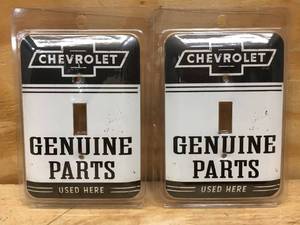 CHEVROLET
GENUINE
PARTS
USED HERE
CHEVROLET
GENUINE
PARTS
USED HERE